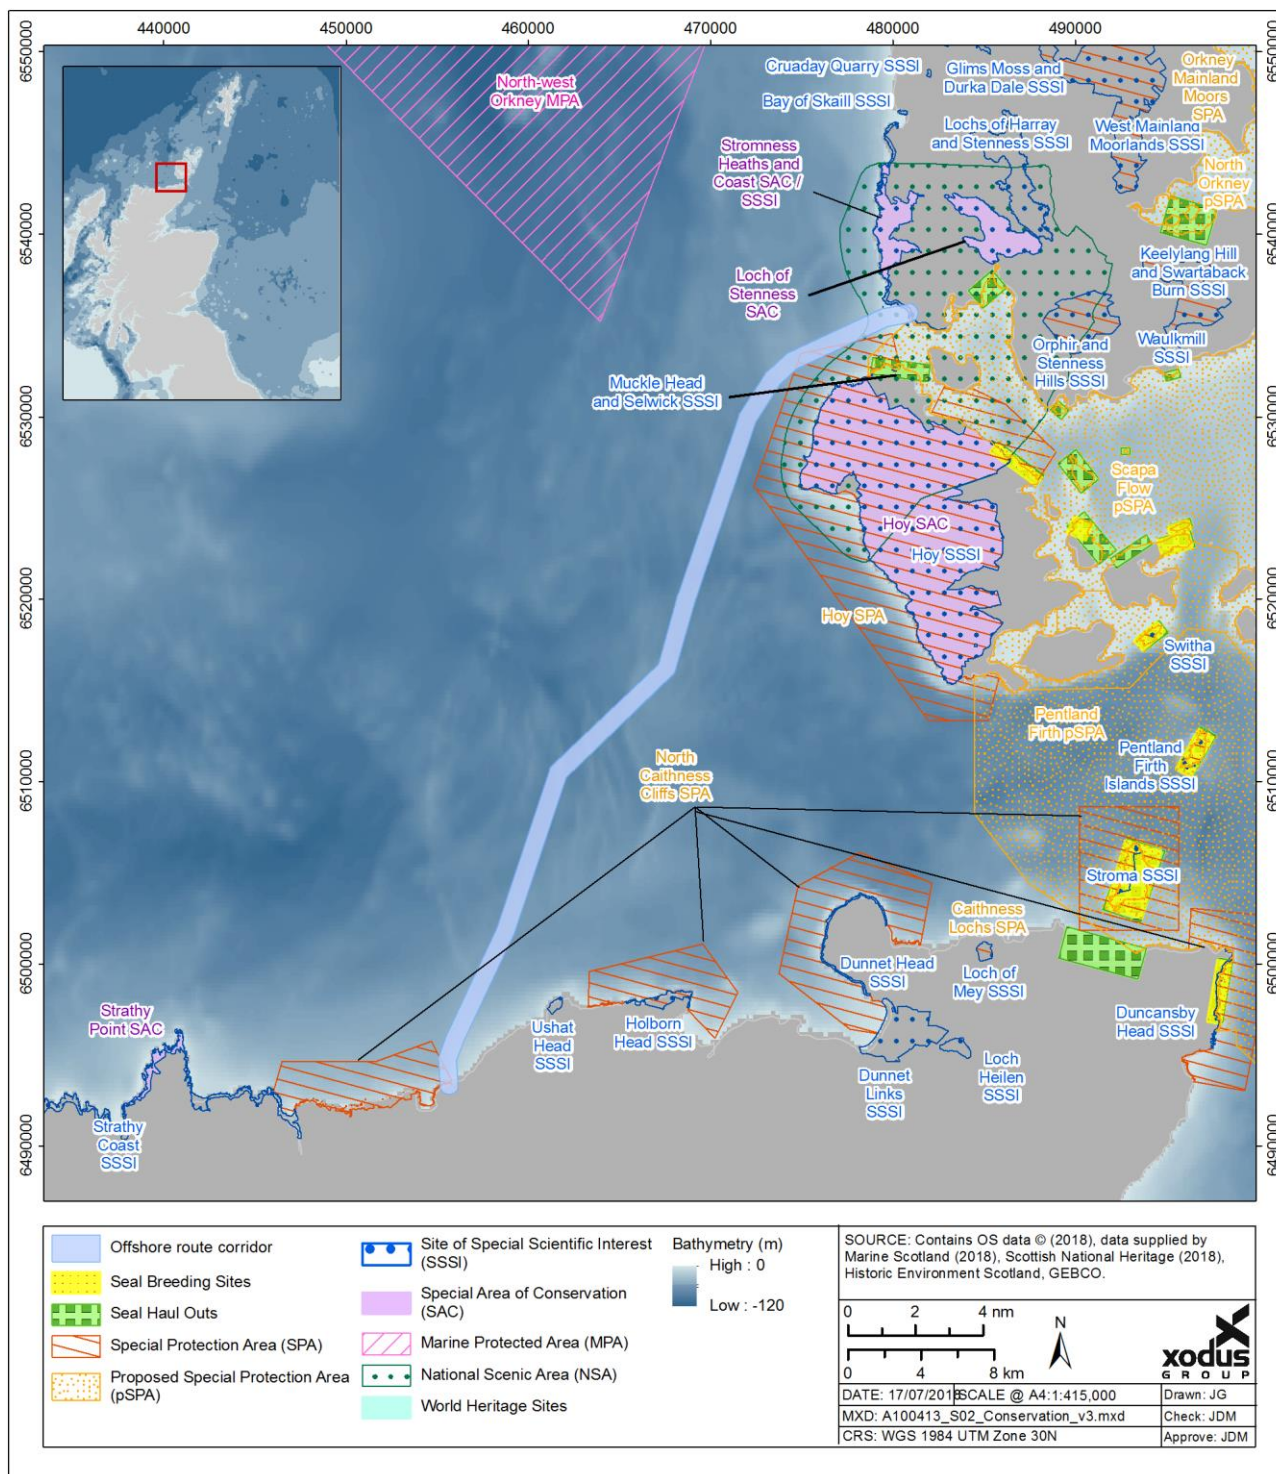 440000
450000
460000
470000
480000
490000
6550000
6540000
6530000
6520000
6510000
6500000
6490000
6550000
6540000
6530000
6520000
6510000
6500000
6490000
North-west
Orkney MPA
Cruaday Quarry SSSI
Bay of Skaill SSSI
Glims Moss and
Durka Dale SSSI
Orkney
Mainland
Moors
SPA
Stromness
Heaths and
Coast SAC /
SSSI
Lochs of Harray
and Stenness SSSI
West Mainland
Moorlands SSSI
North
Orkney
pSPA
Loch of
Stenness
SAC
Keelylang Hill
and Swartaback
Burn SSSI
Orphir and
Stenness
Hills SSSI
Waulkmill
SSSI
Muckle Head
and Selwick SSSI
Scapa
Flow
pSPA
Hoy SAC
Hoy SSSI
Hoy SPA
Switha
SSSI
Pentland
Firth pSPA
Pentland
Firth
Islands SSSI
North
Caithness
Cliffs SPA
Stroma SSSI
Caithness
Lochs SPA
Dunnet Head
SSSI
Loch of
Mey SSSI
Duncansby
Head SSSI
Strathy
Point SAC
Ushat
Head
SSSI
Holborn
Head SSSI
Dunnet
Links
SSSI
Loch
Heilen
SSSI
Strathy
Coast
SSSI
Offshore route corridor
Seal Breeding Sites
Seal Haul Outs
Special Protection Area (SPA)
Proposed Special Protection Area
(pSPA)
Site of Special Scientific Interest
(SSSI)
Special Area of Conservation
(SAC)
Marine Protected Area (MPA)
National Scenic Area (NSA)
World Heritage Sites
Bathymetry (m)
High : 0
Low : -120
SOURCE: Contains OS data © (2018), data supplied by
Marine Scotland (2018), Scottish National Heritage (2018),
Historic Environment Scotland, GEBCO.
0 2 4 nm
0 4 8 km
N
xodus
GROUP
DATE: 17/07/2018 SCALE @ A4:1:415,000 Drawn: JG
MXD: A100413_S02_Conservation_v3.mxd Check: JDM
CRS: WGS 1984 UTM Zone 30N Approve: JDM